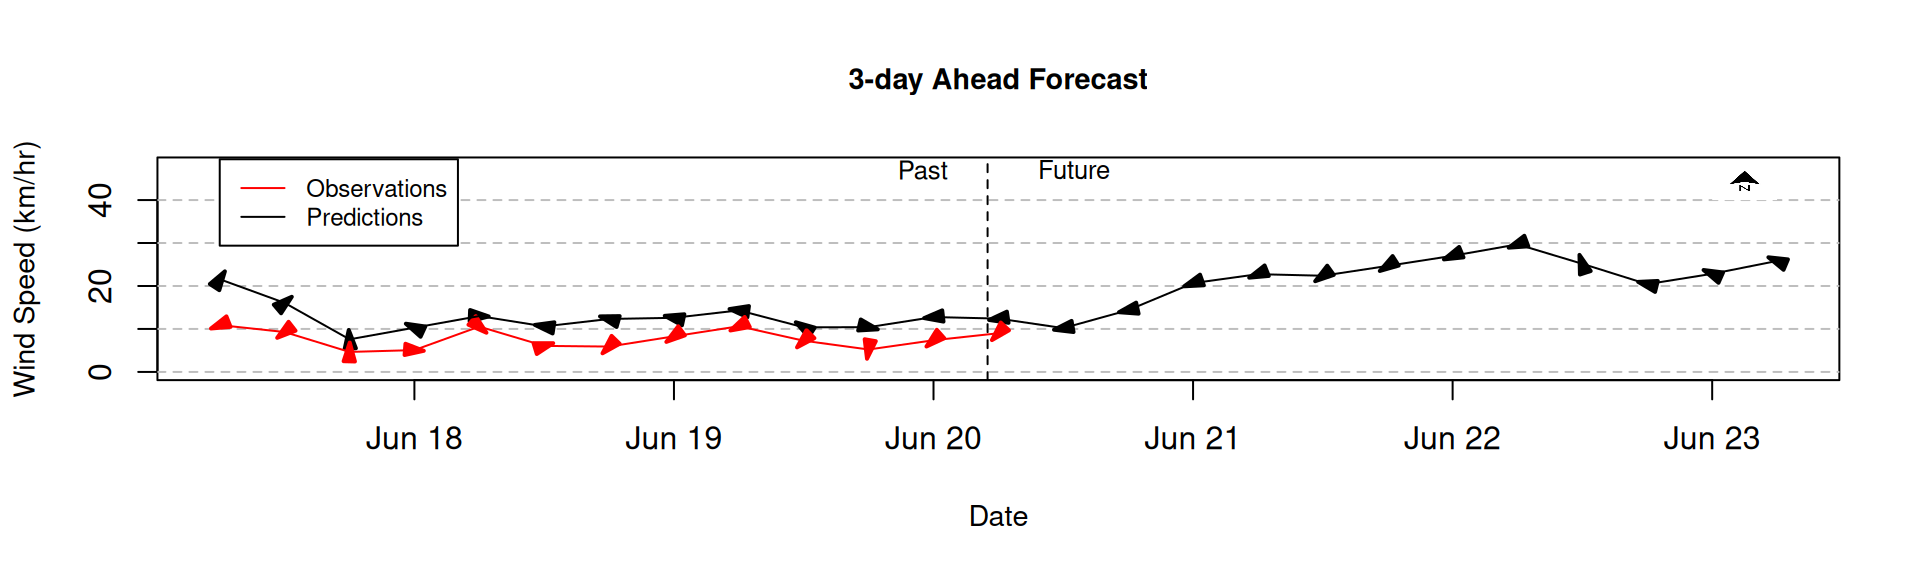 3-day Ahead Forecast
Wind Speed (km/hr)
Past
Future
Observations
Predictions
N
40
20
0
Jun 18
Jun 19
Jun 20
Jun 21
Jun 22
Jun 23
Date